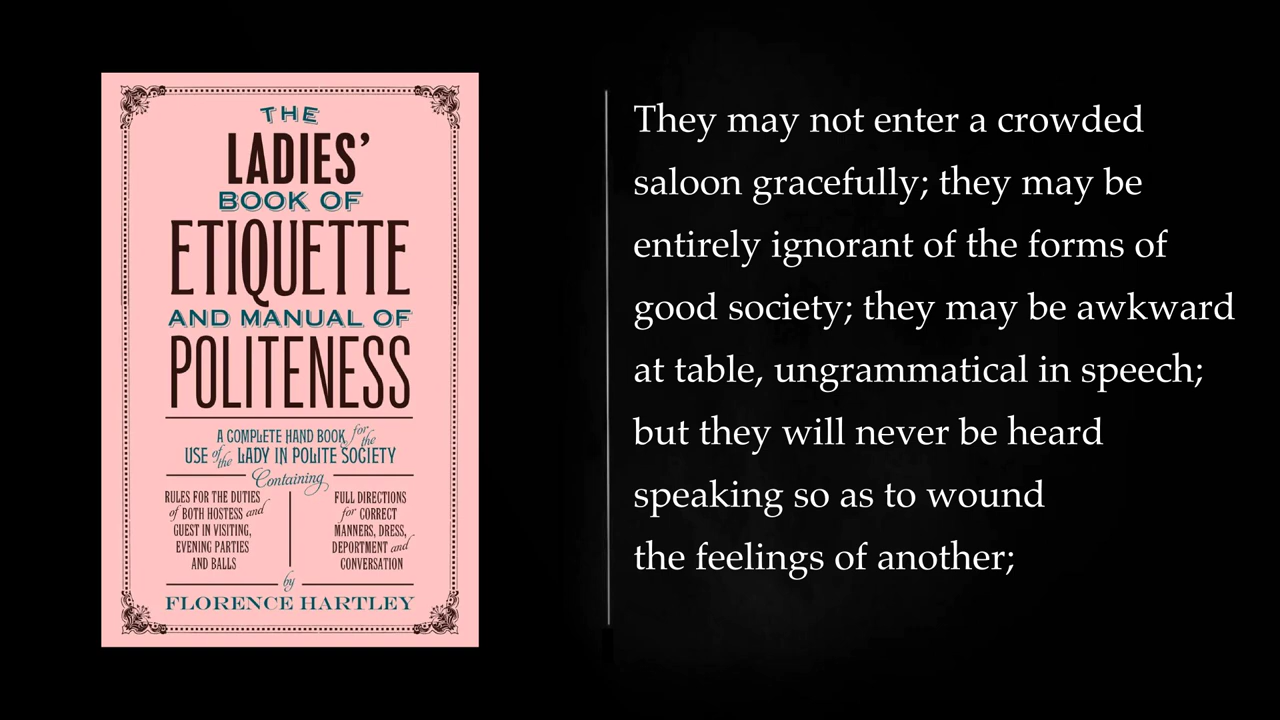 THE
LADIES'
BOOK OF
ETIQUETTE
AND MANUAL OF
POLITENESS
A COMPLETE HAND BOOK for the
USE of the LADY IN POLITE SOCIETY
Containing
RULES FOR THE DUTIES
of BOTH HOSTESS and
GUEST IN VISITING,
EVENING PARTIES
AND BALLS
FULL DIRECTIONS
for CORRECT
MANNERS, DRESS,
DEPORTMENT and
CONVERSATION
by
FLORENCE HARTLEY
They may not enter a crowded
saloon gracefully; they may be
entirely ignorant of the forms of
good society; they may be awkward
at table, ungrammatical in speech;
but they will never be heard
speaking so as to wound
the feelings of another;